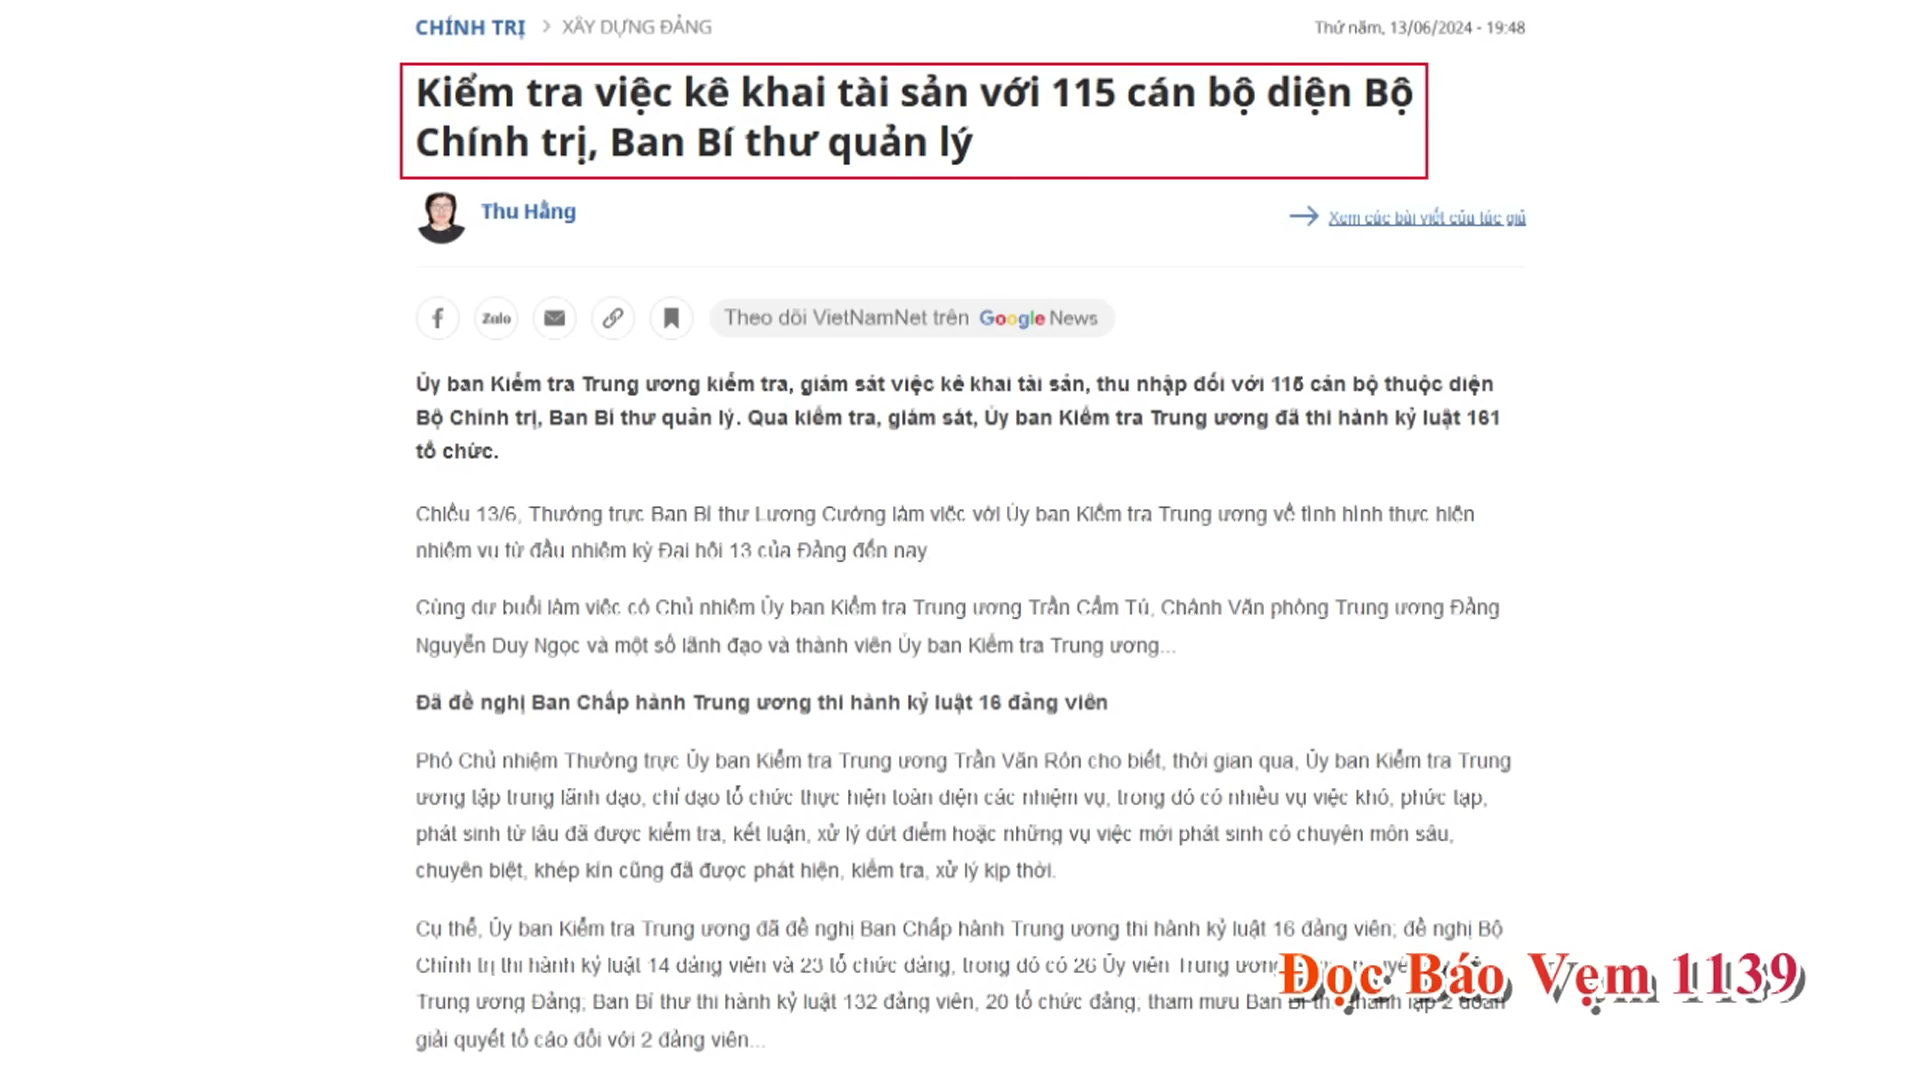 CHÍNH TRỊ > XÂY DỰNG ĐẢNG
Thứ năm, 13/06/2024 - 19:48
Kiểm tra việc kê khai tài sản với 115 cán bộ diện Bộ
Chính trị, Ban Bí thư quản lý
Thu Hằng
Xem các bài viết của tác giả
Zalo
Theo dõi VietNamNet trên Google News
Ủy ban Kiểm tra Trung ương kiểm tra, giám sát việc kê khai tài sản, thu nhập đối với 115 cán bộ thuộc diện
Bộ Chính trị, Ban Bí thư quản lý. Qua kiểm tra, giám sát, Ủy ban Kiểm tra Trung ương đã thi hành kỷ luật 161
tổ chức.
Chiều 13/6, Thường trực Ban Bí thư Lương Cường làm việc với Ủy ban Kiểm tra Trung ương về tình hình thực hiện
nhiệm vụ từ đầu nhiệm kỳ Đại hội 13 của Đảng đến nay
Cùng dự buổi làm việc có Chủ nhiệm Ủy ban Kiểm tra Trung ương Trần Cẩm Tú, Chánh Văn phòng Trung ương Đảng
Nguyễn Duy Ngọc và một số lãnh đạo và thành viên Ủy ban Kiểm tra Trung ương...
Đã đề nghị Ban Chấp hành Trung ương thi hành kỷ luật 16 đảng viên
Phó Chủ nhiệm Thường trực Ủy ban Kiểm tra Trung ương Trần Văn Rón cho biết, thời gian qua, Ủy ban Kiểm tra Trung
ương tập trung lãnh đạo, chỉ đạo tổ chức thực hiện toàn diện các nhiệm vụ, trong đó có nhiều vụ việc khó, phức tạp,
phát sinh từ lâu đã được kiểm tra, kết luận, xử lý dứt điểm hoặc những vụ việc mới phát sinh có chuyên môn sâu,
chuyên biệt, khép kín cũng đã được phát hiện, kiểm tra, xử lý kịp thời.
Cụ thể, Ủy ban Kiểm tra Trung ương đã đề nghị Ban Chấp hành Trung ương thi hành kỷ luật 16 đảng viên; đề nghị Bộ
Chính trị thi hành kỷ luật 14 đảng viên và 23 tổ chức đảng, trong đó có 26 Ủy viên Trung ương
Trung ương Đảng; Ban Bí thư thi hành kỷ luật 132 đảng viên, 20 tổ chức đảng; tham mưu Ban Bí thư thành lập 2 đoàn
giải quyết tố cáo đối với 2 đảng viên...
Đọc Báo Vẹm 1139